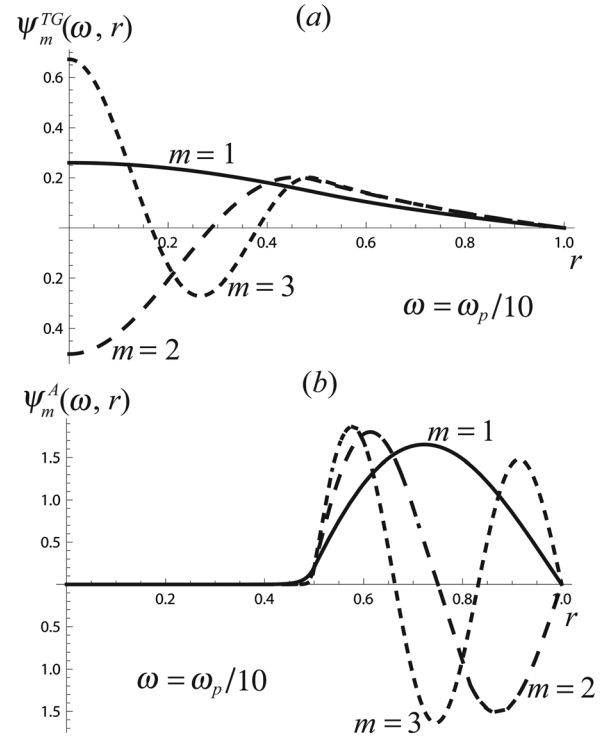 ψ_m^{TG}(ω, r)
(a)
0.6
0.4
m = 1
0.2
0.2 0.4 0.6 0.8 1.0
r
0.2
m = 3
ω = ω_p/10
0.4
m = 2
(b)
ψ_m^A(ω, r)
m = 1
1.5
1.0
0.5
0.2 0.4 0.6 0.8 1.0
r
0.5
1.0
ω = ω_p/10
m = 2
1.5
m = 3